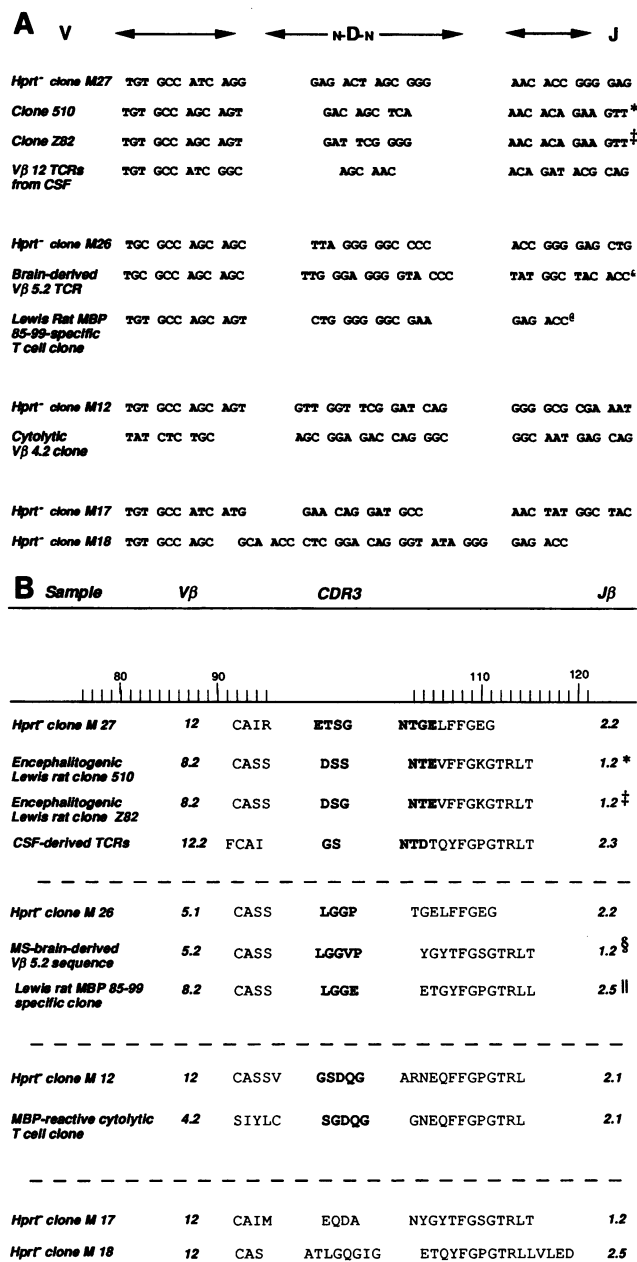 A V N-D-N J
Hprt⁻ clone M27 TGT GCC ATC AGG GAG ACT AGC GGG AAC ACC GGG GAG
Clone 510 TGT GCC AGC AGT GAC AGC TCA AAC ACA GAA GTT*
Clone Z82 TGT GCC AGC AGT GAT TCG GGG AAC ACA GAA GTT‡
Vβ 12 TCRs TGT GCC ATC GGC AGC AAC ACA GAT ACG CAG
from CSF
Hprt⁻ clone M26 TGC GCC AGC AGC TTA GGG GGC CCC ACC GGG GAG CTG
Brain-derived TGC GCC AGC AGC TTG GGA GGG GTA CCC TAT GGC TAC ACC&
Vβ 5.2 TCR
Lewis Rat MBP TGT GCC AGC AGT CTG GGG GGC GAA GAG ACC@
85-99-specific
T cell clone
Hprt⁻ clone M12 TGT GCC AGC AGT GTT GGT TCG GAT CAG GGG GCG CGA AAT
Cytolytic TAT CTC TGC AGC GGA GAC CAG GGC GGC AAT GAG CAG
Vβ 4.2 clone
Hprt⁻ clone M17 TGT GCC ATC ATG GAA CAG GAT GCC AAC TAT GGC TAC
Hprt⁻ clone M18 TGT GCC AGC GCA ACC CTC GGA CAG GGT ATA GGG GAG ACC
B Sample Vβ CDR3 Jβ
80 90 110 120
Hprt⁻ clone M 27 12 CAIR ETSG NTGELFFGEG 2.2
Encephalitogenic 8.2 CASS DSS NTEVFFGKGTRLT 1.2 *
Lewis rat clone 510
Encephalitogenic 8.2 CASS DSG NTEVFFGKGTRLT 1.2 ‡
Lewis rat clone Z82
CSF-derived TCRs 12.2 FCAI GS NTDTQYFGPGTRLT 2.3
Hprt⁻ clone M 26 5.1 CASS LGGP TGELFFGEG 2.2
MS-brain-derived 5.2 CASS LGGVP YGYTFGSGTRLT 1.2 §
Vβ 5.2 sequence
Lewis rat MBP 85-99 8.2 CASS LGGE ETGYFGPGTRLL 2.5 ||
specific clone
Hprt⁻ clone M 12 12 CASSV GSDQG ARNEQFFGPGTRL 2.1
MBP-reactive cytolytic 4.2 SIYLC SGDQG GNEQFFGPGTRL 2.1
T cell clone
Hprt⁻ clone M 17 12 CAIM EQDA NYGYTFGSGTRLT 1.2
Hprt⁻ clone M 18 12 CAS ATLGQGIG ETQYFGPGTRLLVLED 2.5